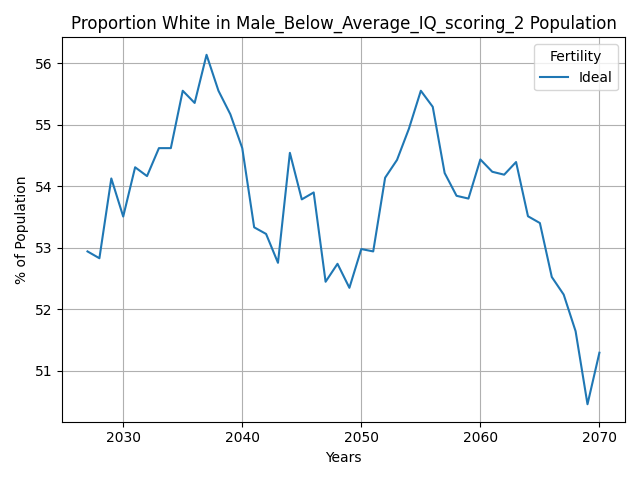 Proportion White in Male_Below_Average_IQ_scoring_2 Population
Fertility
Ideal
56
55
54
53
52
51
% of Population
2030
2040
2050
2060
2070
Years